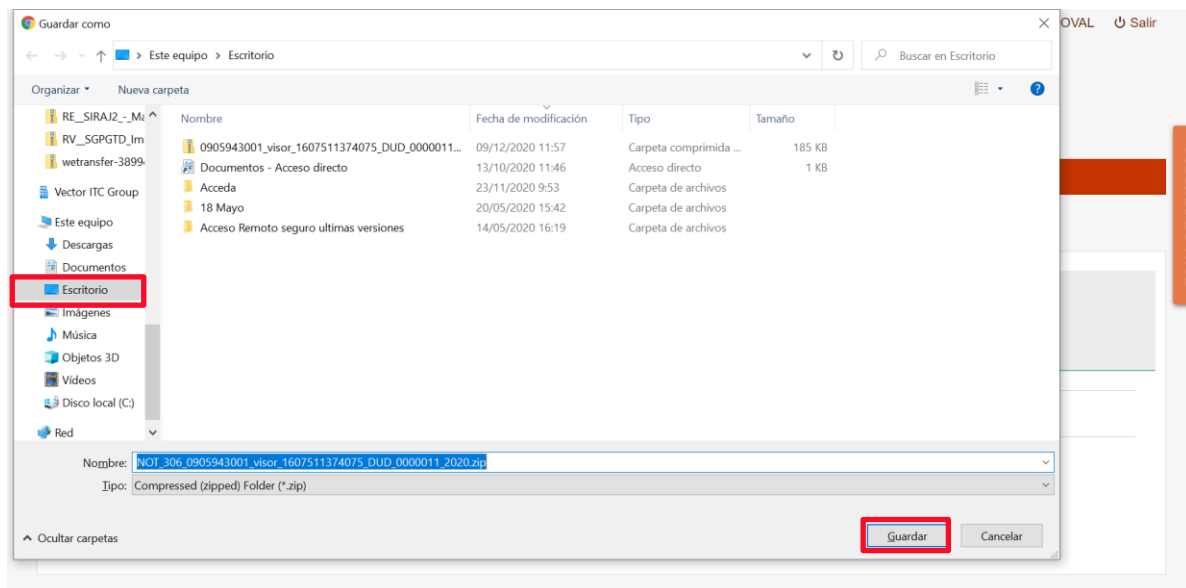 Guardar como
OVAL Salir
Este equipo > Escritorio
Buscar en Escritorio
Organizar Nueva carpeta
RE__SIRAJ2_-_Ma
RV__SGPGTD_Im
wetransfer-3899
Vector ITC Group
Este equipo
Descargas
Documentos
Escritorio
Imágenes
Música
Objetos 3D
Vídeos
Disco local (C:)
Red
Nombre Fecha de modificación Tipo Tamaño
0905943001_visor_1607511374075_DUD_0000011... 09/12/2020 11:57 Carpeta comprimida ... 185 KB
Documentos - Acceso directo 13/10/2020 11:46 Acceso directo 1 KB
Acceda 23/11/2020 9:53 Carpeta de archivos
18 Mayo 20/05/2020 15:42 Carpeta de archivos
Acceso Remoto seguro ultimas versiones 14/05/2020 16:19 Carpeta de archivos
Nombre: NOT_306_0905943001_visor_1607511374075_DUD_0000011_2020.zip
Tipo: Compressed (zipped) Folder (*.zip)
Ocultar carpetas
Guardar Cancelar